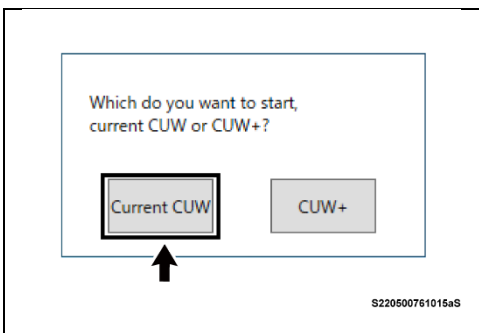 Which do you want to start,
current CUW or CUW+?
Current CUW
CUW+
S220500761015aS